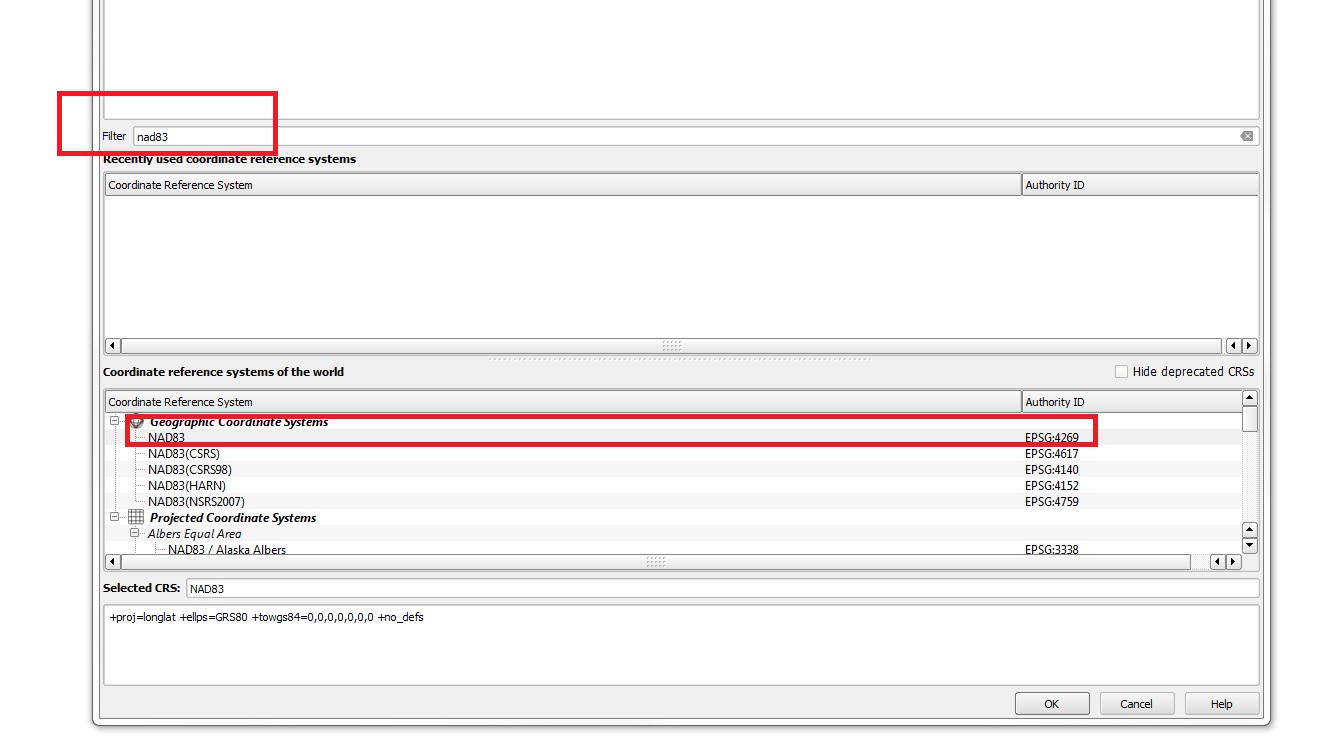 Filter nad83
Recently used coordinate reference systems
Coordinate Reference System Authority ID
Coordinate reference systems of the world Hide deprecated CRSs
Coordinate Reference System Authority ID
Geographic Coordinate Systems
NAD83 EPSG:4269
NAD83(CSRS) EPSG:4617
NAD83(CSRS98) EPSG:4140
NAD83(HARN) EPSG:4152
NAD83(NSRS2007) EPSG:4759
Projected Coordinate Systems
Albers Equal Area
NAD83 / Alaska Albers EPSG:3338
Selected CRS: NAD83
+proj=longlat +ellps=GRS80 +towgs84=0,0,0,0,0,0,0 +no_defs
OK Cancel Help